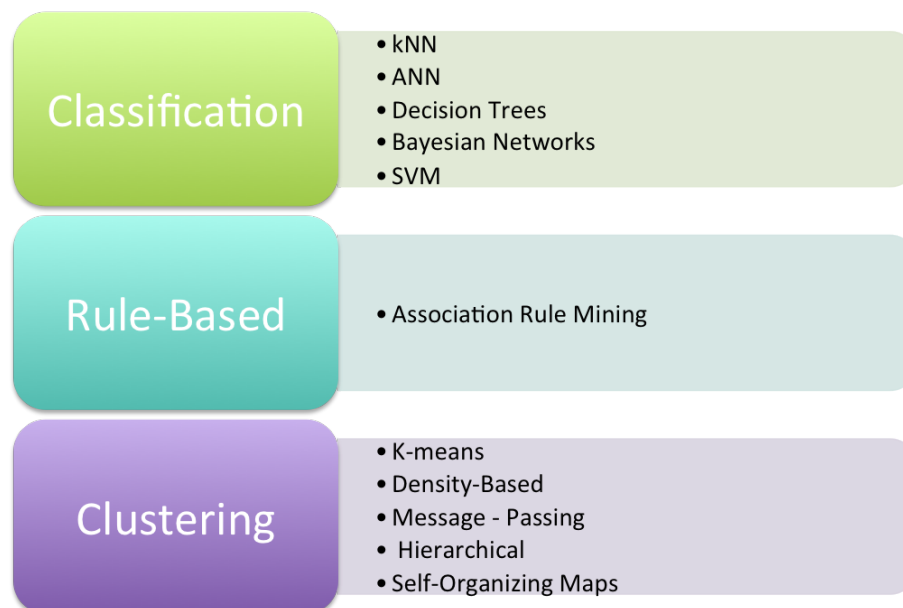 Classification
• kNN
• ANN
• Decision Trees
• Bayesian Networks
• SVM
Rule-Based
• Association Rule Mining
Clustering
• K-means
• Density-Based
• Message - Passing
• Hierarchical
• Self-Organizing Maps